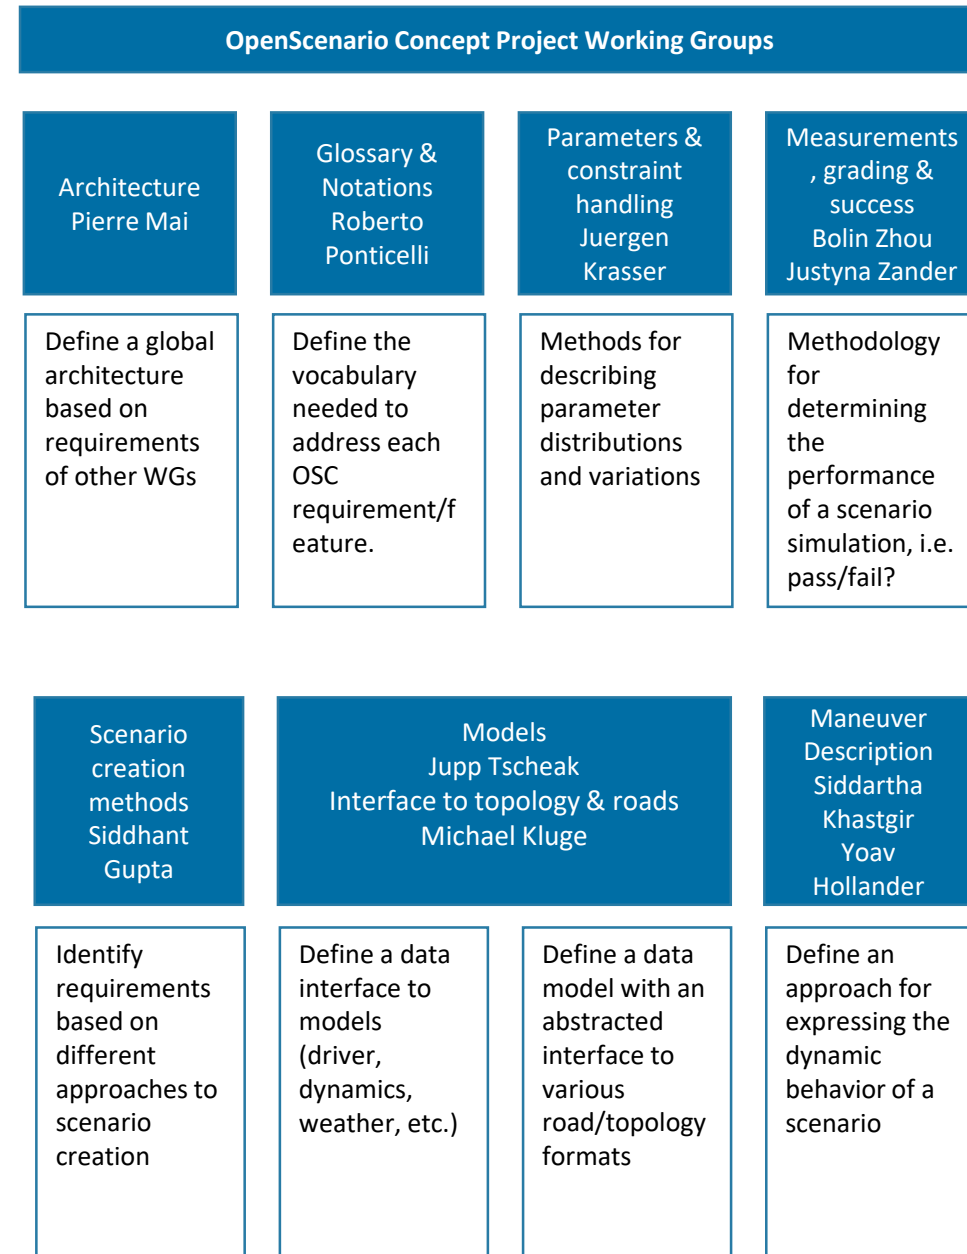 OpenScenario Concept Project Working Groups
Architecture
Pierre Mai
Glossary &
Notations
Roberto
Ponticelli
Parameters &
constraint
handling
Juergen
Krasser
Measurements
, grading &
success
Bolin Zhou
Justyna Zander
Define a global
architecture
based on
requirements
of other WGs
Define the
vocabulary
needed to
address each
OSC
requirement/f
eature.
Methods for
describing
parameter
distributions
and variations
Methodology
for
determining
the
performance
of a scenario
simulation, i.e.
pass/fail?
Scenario
creation
methods
Siddhant
Gupta
Models
Jupp Tscheak
Interface to topology & roads
Michael Kluge
Maneuver
Description
Siddartha
Khastgir
Yoav
Hollander
Identify
requirements
based on
different
approaches to
scenario
creation
Define a data
interface to
models
(driver,
dynamics,
weather, etc.)
Define a data
model with an
abstracted
interface to
various
road/topology
formats
Define an
approach for
expressing the
dynamic
behavior of a
scenario